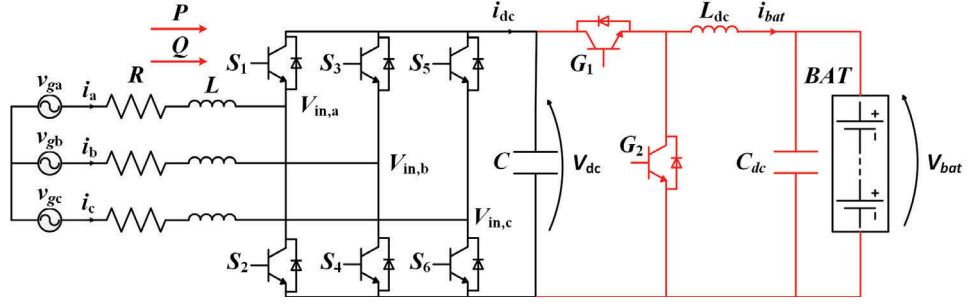 P
Q
R
L
v_ga
i_a
v_gb
i_b
v_gc
i_c
S_1
S_3
S_5
V_in,a
V_in,b
V_in,c
S_2
S_4
S_6
i_dc
C
V_dc
G_1
G_2
L_dc
i_bat
C_dc
BAT
V_bat